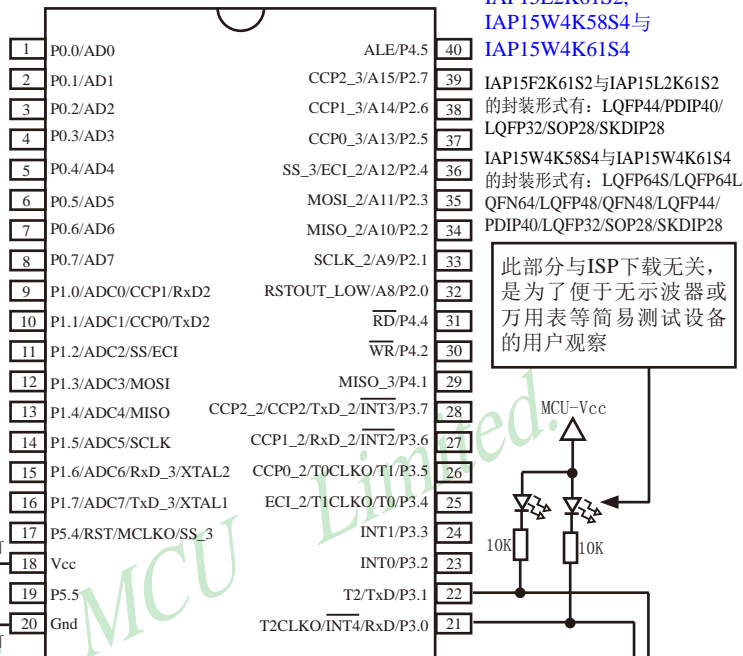 IAP15W4K58S4与
IAP15W4K61S4
IAP15F2K61S2与IAP15L2K61S2
的封装形式有：LQFP44/PDIP40/
LQFP32/SOP28/SKDIP28
IAP15W4K58S4与IAP15W4K61S4
的封装形式有：LQFP64S/LQFP64L
QFN64/LQFP48/QFN48/LQFP44/
PDIP40/LQFP32/SOP28/SKDIP28
此部分与ISP下载无关，
是为了便于无示波器或
万用表等简易测试设备
的用户观察
1 P0.0/AD0 ALE/P4.5 40
2 P0.1/AD1 CCP2_3/A15/P2.7 39
3 P0.2/AD2 CCP1_3/A14/P2.6 38
4 P0.3/AD3 CCP0_3/A13/P2.5 37
5 P0.4/AD4 SS_3/ECI_2/A12/P2.4 36
6 P0.5/AD5 MOSI_2/A11/P2.3 35
7 P0.6/AD6 MISO_2/A10/P2.2 34
8 P0.7/AD7 SCLK_2/A9/P2.1 33
9 P1.0/ADC0/CCP1/RxD2 RSTOUT_LOW/A8/P2.0 32
10 P1.1/ADC1/CCP0/TxD2 RD/P4.4 31
11 P1.2/ADC2/SS/ECI WR/P4.2 30
12 P1.3/ADC3/MOSI MISO_3/P4.1 29
13 P1.4/ADC4/MISO CCP2_2/CCP2/TxD_2/INT3/P3.7 28
14 P1.5/ADC5/SCLK CCP1_2/RxD_2/INT2/P3.6 27
15 P1.6/ADC6/RxD_3/XTAL2 CCP0_2/T0CLKO/T1/P3.5 26
16 P1.7/ADC7/TxD_3/XTAL1 ECI_2/T1CLKO/T0/P3.4 25
17 P5.4/RST/MCLKO/SS_3 INT1/P3.3 24
18 Vcc INT0/P3.2 23
19 P5.5 T2/TxD/P3.1 22
20 Gnd T2CLKO/INT4/RxD/P3.0 21
MCU-Vcc
10K 10K
MCU Limited.